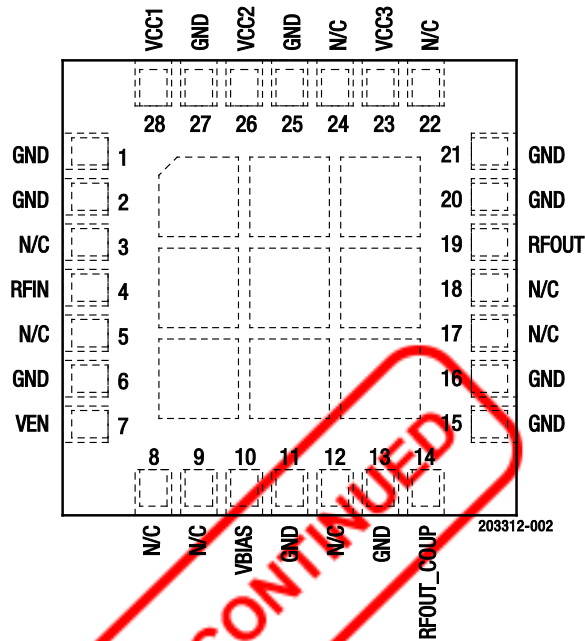 VCC1 GND VCC2 GND N/C VCC3 N/C
28 27 26 25 24 23 22
GND 1 21 GND
GND 2 20 GND
N/C 3 19 RFOUT
RFIN 4 18 N/C
N/C 5 17 N/C
GND 6 16 GND
VEN 7 15 GND
8 9 10 11 12 13 14
N/C N/C VBIAS GND N/C GND RFOUT_COUP
203312-002
CONTINUED